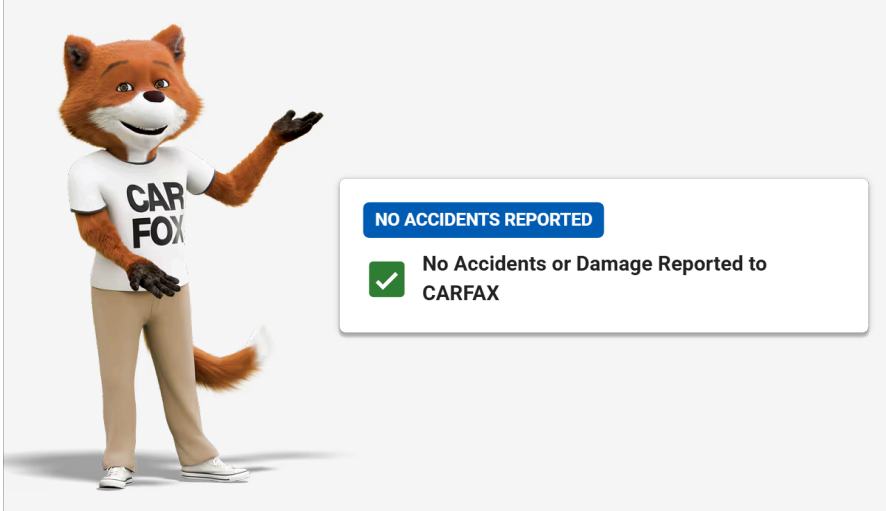 CAR
FOX
NO ACCIDENTS REPORTED
No Accidents or Damage Reported to
CARFAX